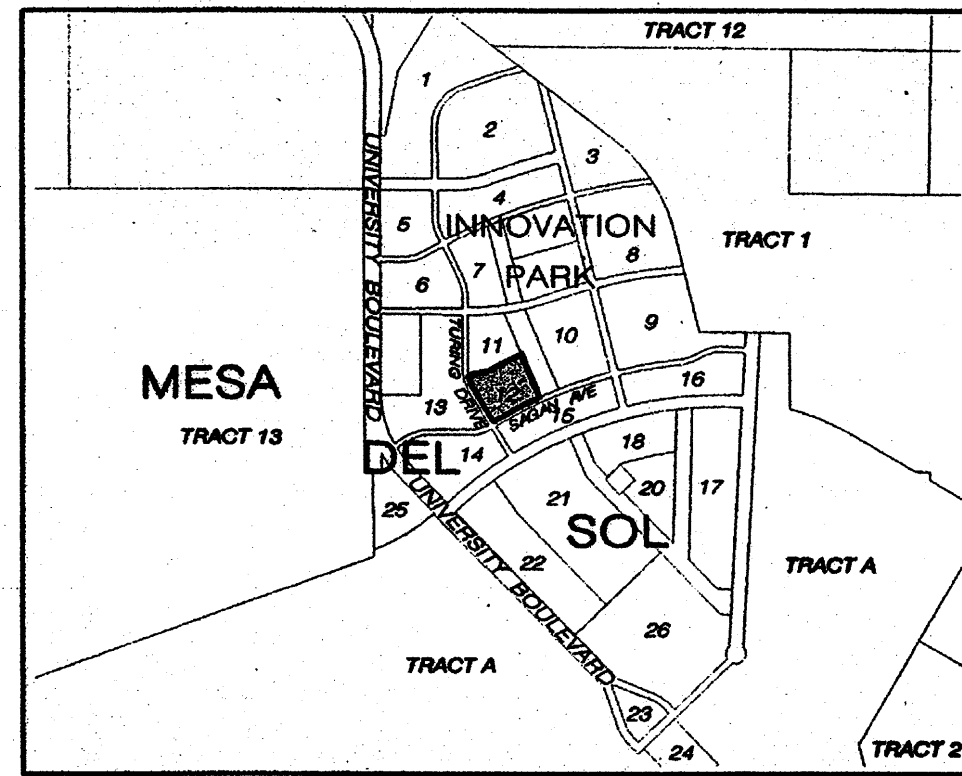 TRACT 12
1
2
3
4
UNIVERSITY BOULEVARD
5
INNOVATION
TRACT 1
7
8
PARK
6
9
TURING DRIVE
11
10
MESA
16
12
13
SAGAN AVE
15
TRACT 13
DEL
14
18
20
17
21
25
UNIVERSITY BOULEVARD
SOL
22
TRACT A
26
TRACT A
23
24
TRACT 2